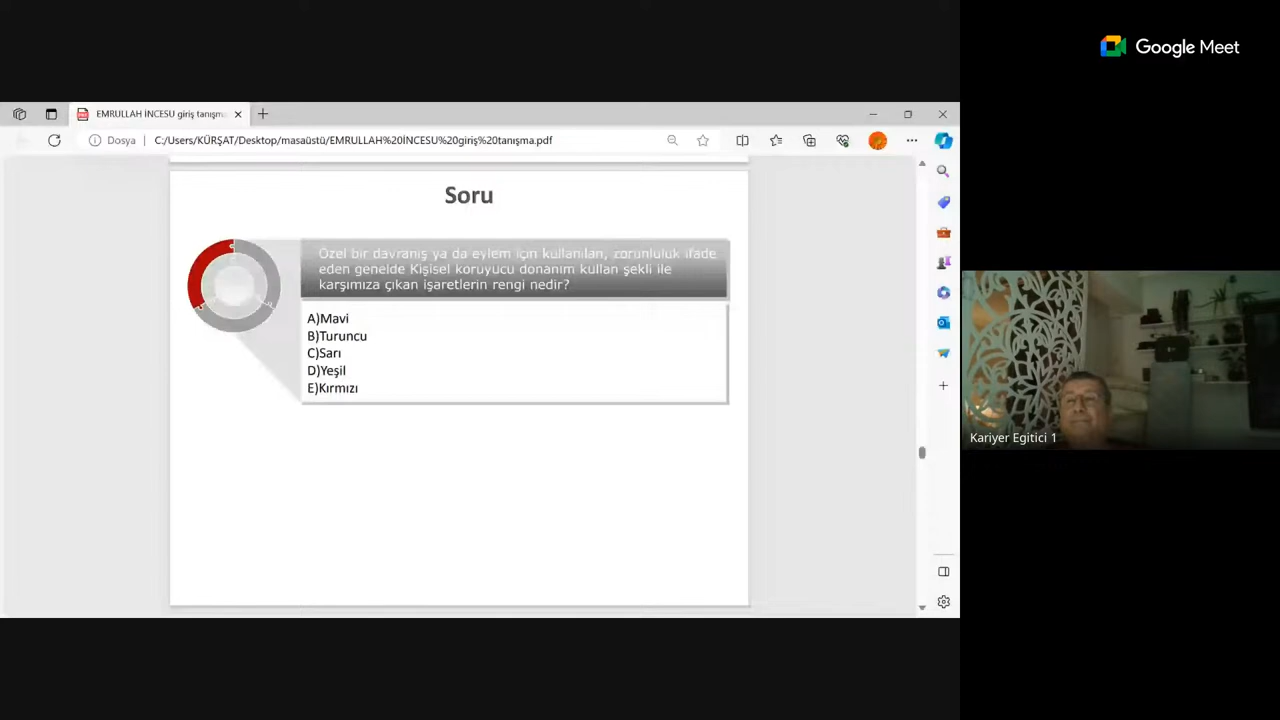 Google Meet
EMRULLAH İNCESU giriş tanışma
Dosya
C:/Users/KÜRŞAT/Desktop/masaüstü/EMRULLAH%20İNCESU%20giriş%20tanışma.pdf
Soru
Özel bir davranış ya da eylem için kullanılan, zorunluluk ifade
eden genelde Kişisel koruyucu donanım kullan şekli ile
karşımıza çıkan işaretlerin rengi nedir?
A)Mavi
B)Turuncu
C)Sarı
D)Yeşil
E)Kırmızı
Kariyer Egitici 1